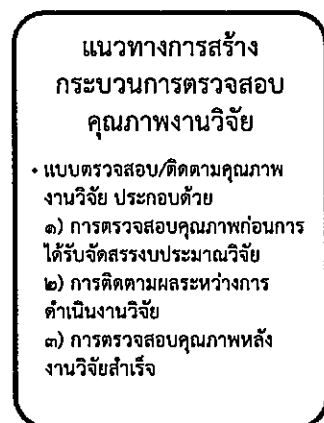 แนวทางการสร้าง
กระบวนการตรวจสอบ
คุณภาพงานวิจัย
• แบบตรวจสอบ/ติดตามคุณภาพ
งานวิจัย ประกอบด้วย
๑) การตรวจสอบคุณภาพก่อนการ
ได้รับจัดสรรงบประมาณวิจัย
๒) การติดตามผลระหว่างการ
ดำเนินงานวิจัย
๓) การตรวจสอบคุณภาพหลัง
งานวิจัยสำเร็จ